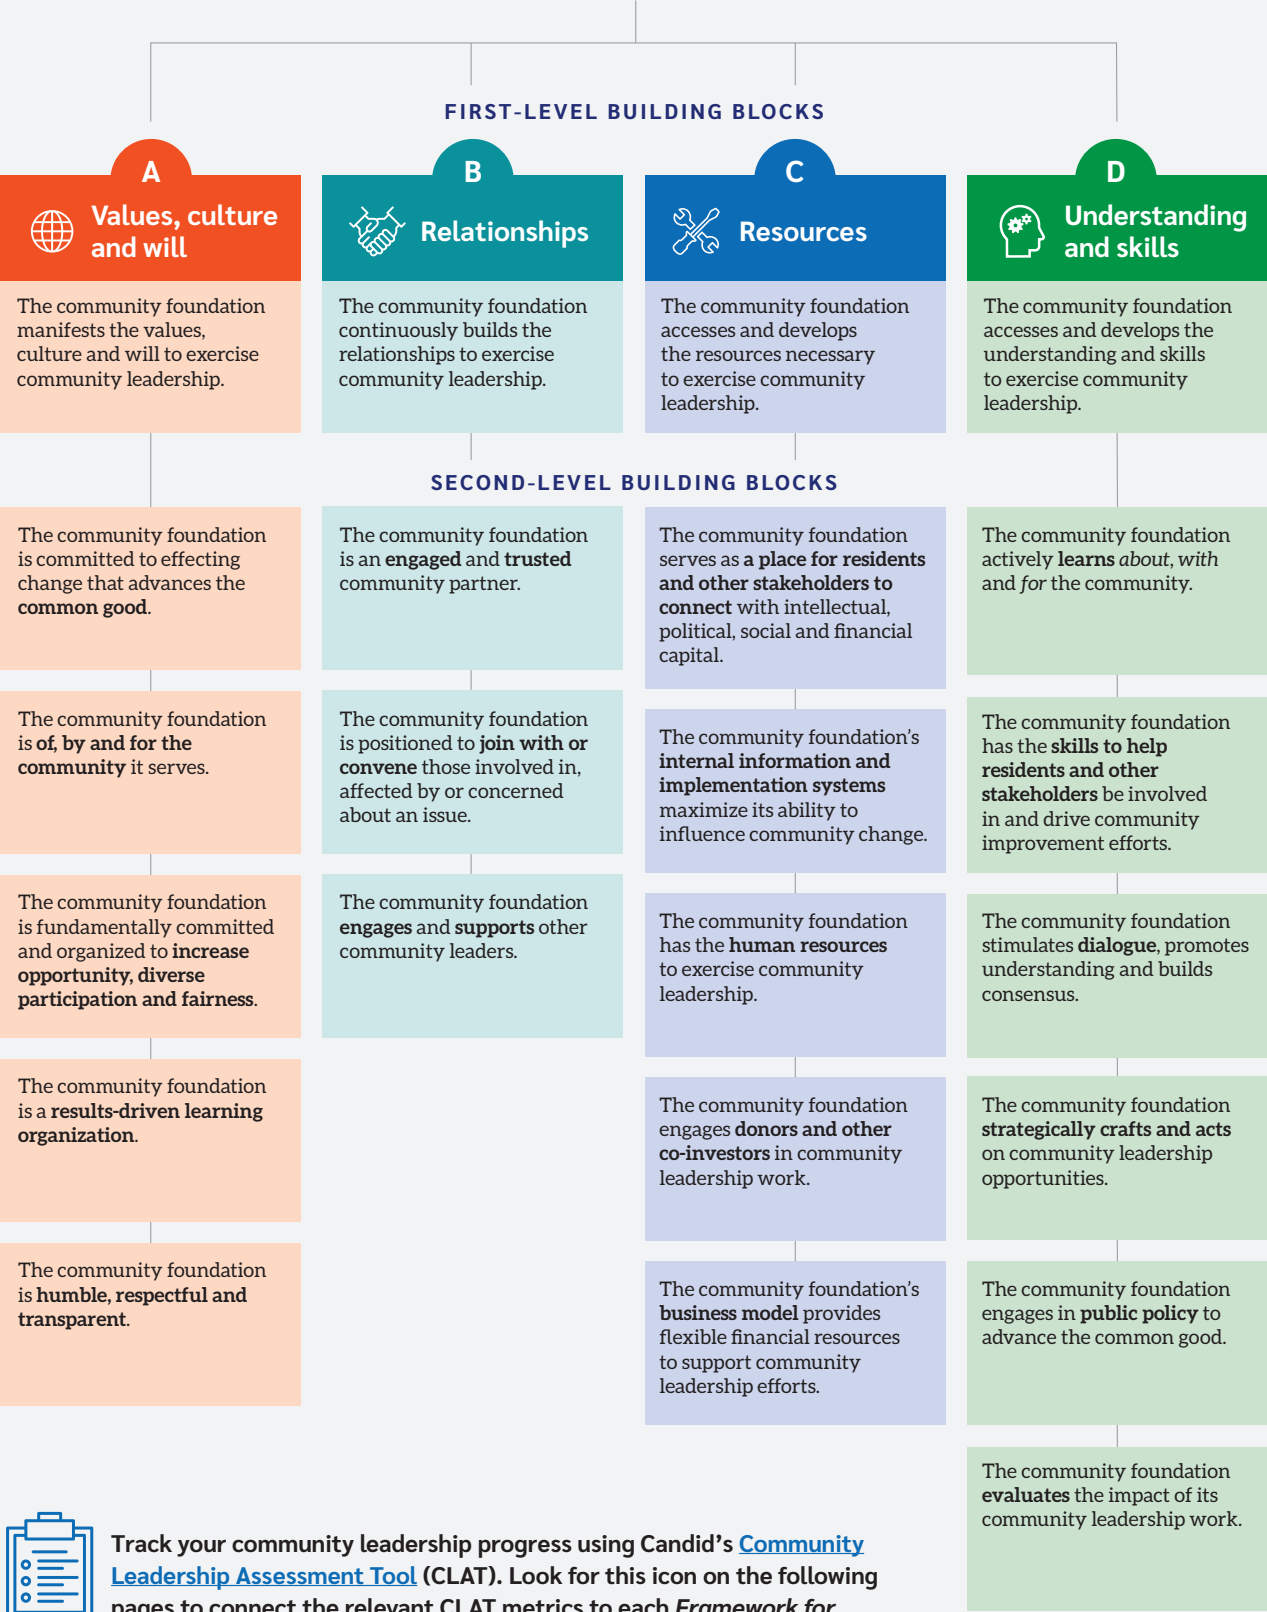 FIRST-LEVEL BUILDING BLOCKS
A
Values, culture
and will
The community foundation
manifests the values,
culture and will to exercise
community leadership.
B
Relationships
The community foundation
continuously builds the
relationships to exercise
community leadership.
C
Resources
The community foundation
accesses and develops
the resources necessary
to exercise community
leadership.
D
Understanding
and skills
The community foundation
accesses and develops the
understanding and skills
to exercise community
leadership.
SECOND-LEVEL BUILDING BLOCKS
The community foundation
is committed to effecting
change that advances the
common good.
The community foundation
is of, by and for the
community it serves.
The community foundation
is fundamentally committed
and organized to increase
opportunity, diverse
participation and fairness.
The community foundation
is a results-driven learning
organization.
The community foundation
is humble, respectful and
transparent.
The community foundation
is an engaged and trusted
community partner.
The community foundation
is positioned to join with or
convene those involved in,
affected by or concerned
about an issue.
The community foundation
engages and supports other
community leaders.
The community foundation
serves as a place for residents
and other stakeholders to
connect with intellectual,
political, social and financial
capital.
The community foundation's
internal information and
implementation systems
maximize its ability to
influence community change.
The community foundation
has the human resources
to exercise community
leadership.
The community foundation
engages donors and other
co-investors in community
leadership work.
The community foundation's
business model provides
flexible financial resources
to support community
leadership efforts.
The community foundation
actively learns about, with
and for the community.
The community foundation
has the skills to help
residents and other
stakeholders be involved
in and drive community
improvement efforts.
The community foundation
stimulates dialogue, promotes
understanding and builds
consensus.
The community foundation
strategically crafts and acts
on community leadership
opportunities.
The community foundation
engages in public policy to
advance the common good.
The community foundation
evaluates the impact of its
community leadership work.
Track your community leadership progress using Candid's Community
Leadership Assessment Tool (CLAT). Look for this icon on the following
pages to connect the relevant CLAT metrics to each Framework for